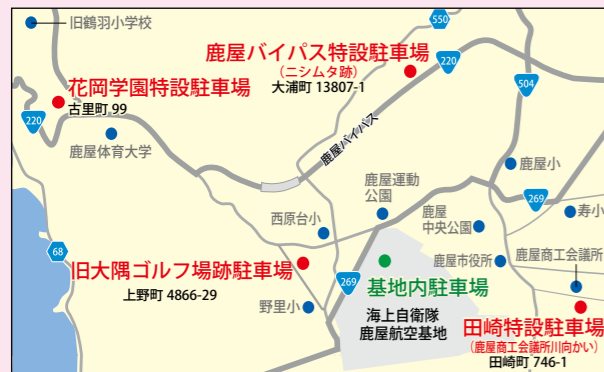 旧鶴羽小学校
550
鹿屋バイパス特設駐車場
（ニシムタ跡）
大浦町 13807-1
220
504
花岡学園特設駐車場
古里町 99
220
鹿屋体育大学
鹿屋バイパス
鹿屋小
鹿屋運動
公園
269
西原台小
鹿屋
中央公園
寿小
68
鹿屋市役所
鹿屋商工会議所
旧大隅ゴルフ場跡駐車場
上野町 4866-29
269
基地内駐車場
野里小
海上自衛隊
鹿屋航空基地
田崎特設駐車場
（鹿屋商工会議所川向かい）
田崎町 746-1